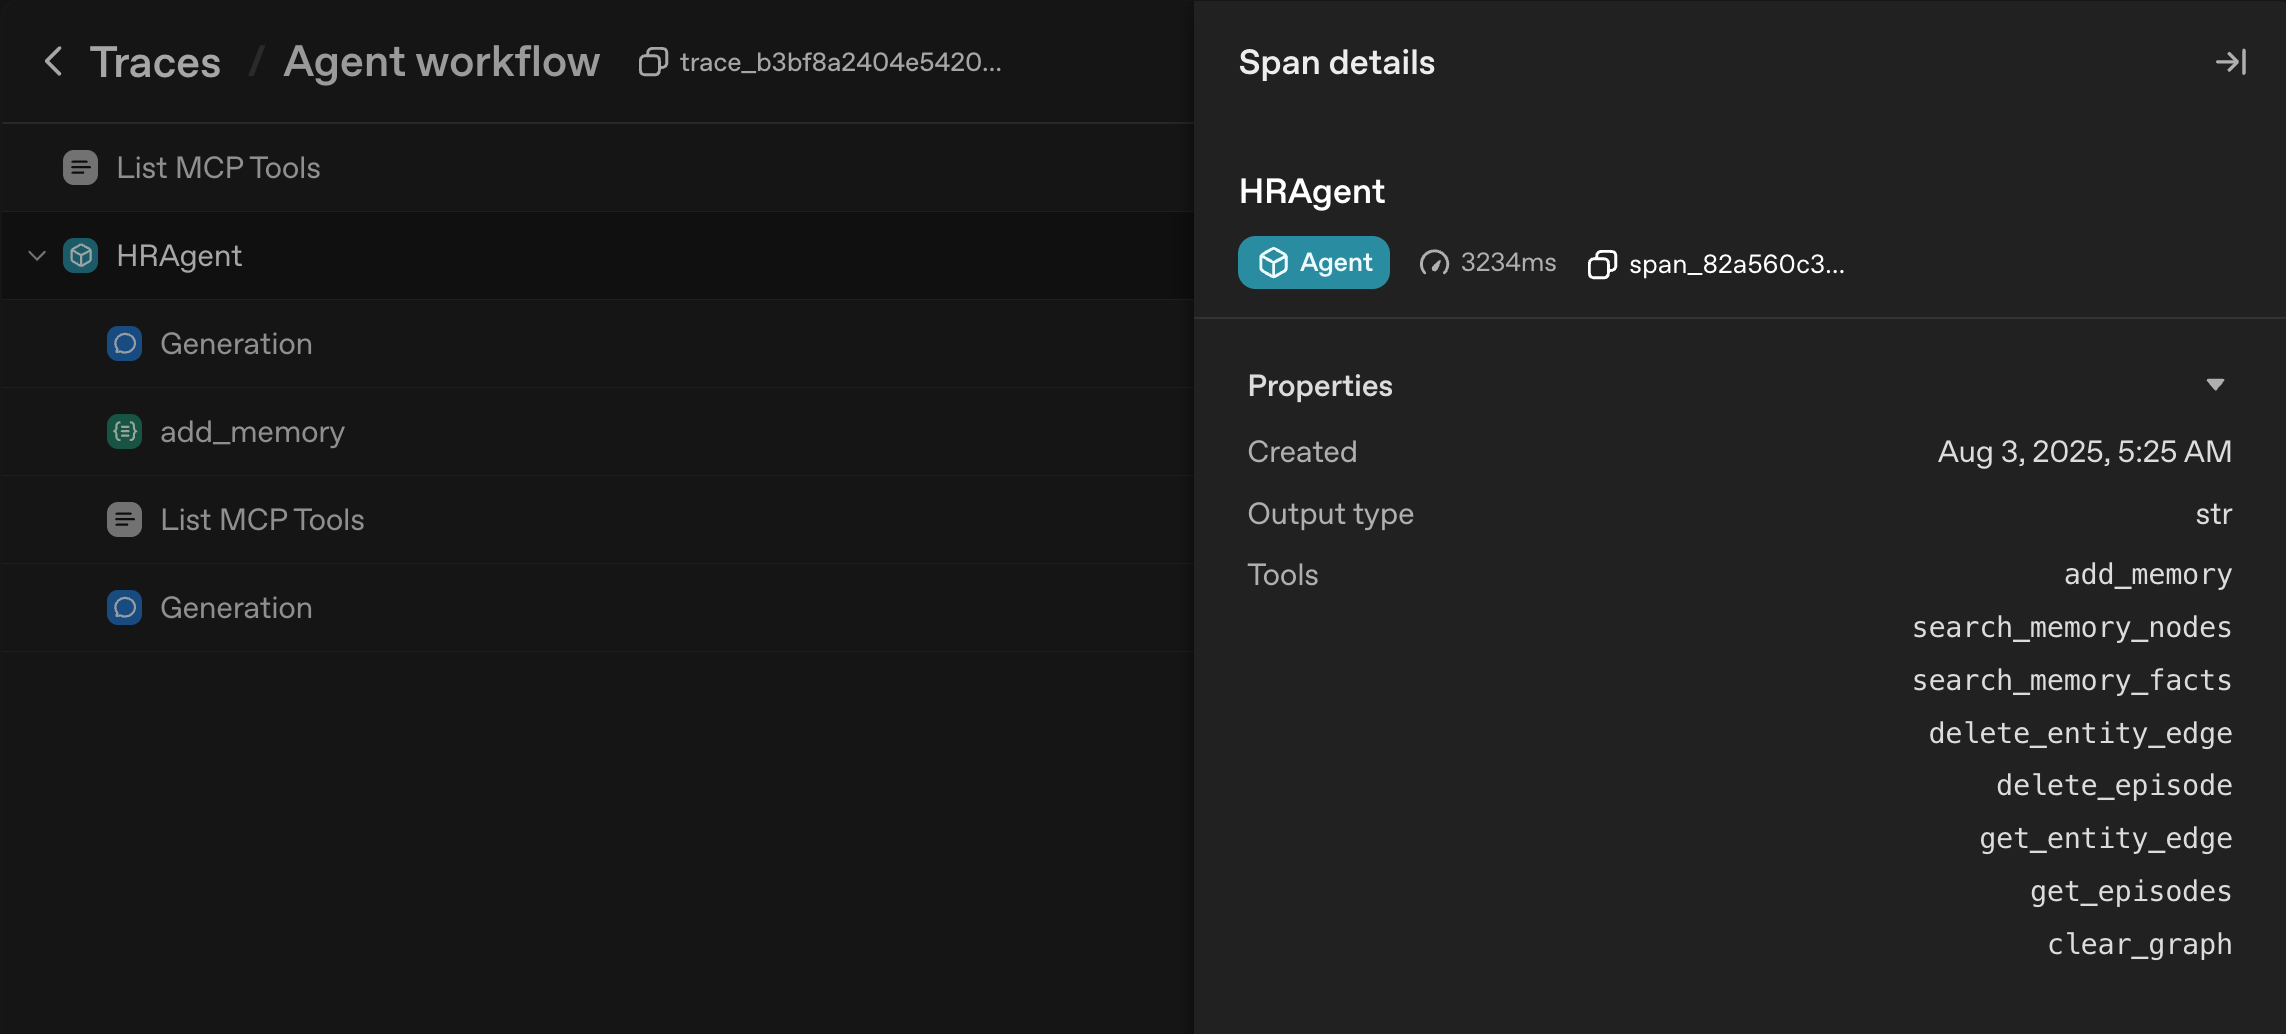 Traces / Agent workflow trace_b3bf8a2404e5420...
List MCP Tools
HRAgent
Generation
add_memory
List MCP Tools
Generation
Span details
HRAgent
Agent 3234ms span_82a560c3...
Properties
Created Aug 3, 2025, 5:25 AM
Output type str
Tools add_memory
search_memory_nodes
search_memory_facts
delete_entity_edge
delete_episode
get_entity_edge
get_episodes
clear_graph